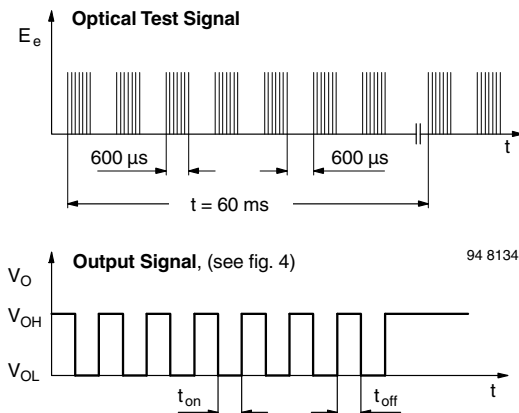 Optical Test Signal
E e
t
600 µs
600 µs
t = 60 ms
Output Signal, (see fig. 4)
94 8134
V O
V OH
V OL
t on
t off
t